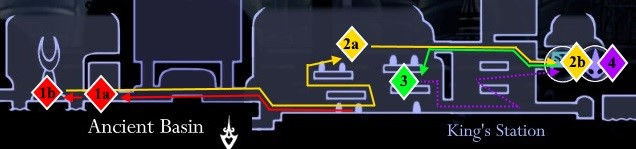 2a
2b
4
3
1b
1a
Ancient Basin
King's Station